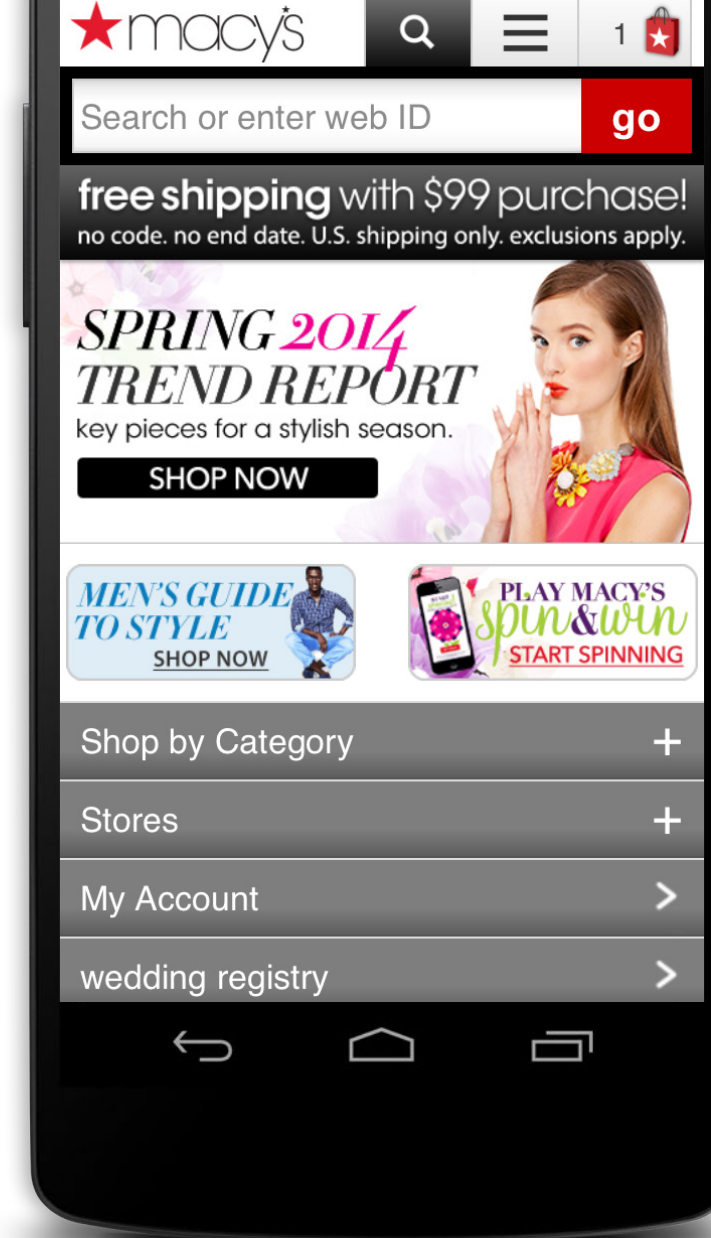 macy's
1
Search or enter web ID
go
free shipping with $99 purchase!
no code. no end date. U.S. shipping only. exclusions apply.
SPRING 2014
TREND REPORT
key pieces for a stylish season.
SHOP NOW
MEN'S GUIDE
TO STYLE
SHOP NOW
PLAY MACY'S
spin&win
START SPINNING
Shop by Category
Stores
My Account
wedding registry